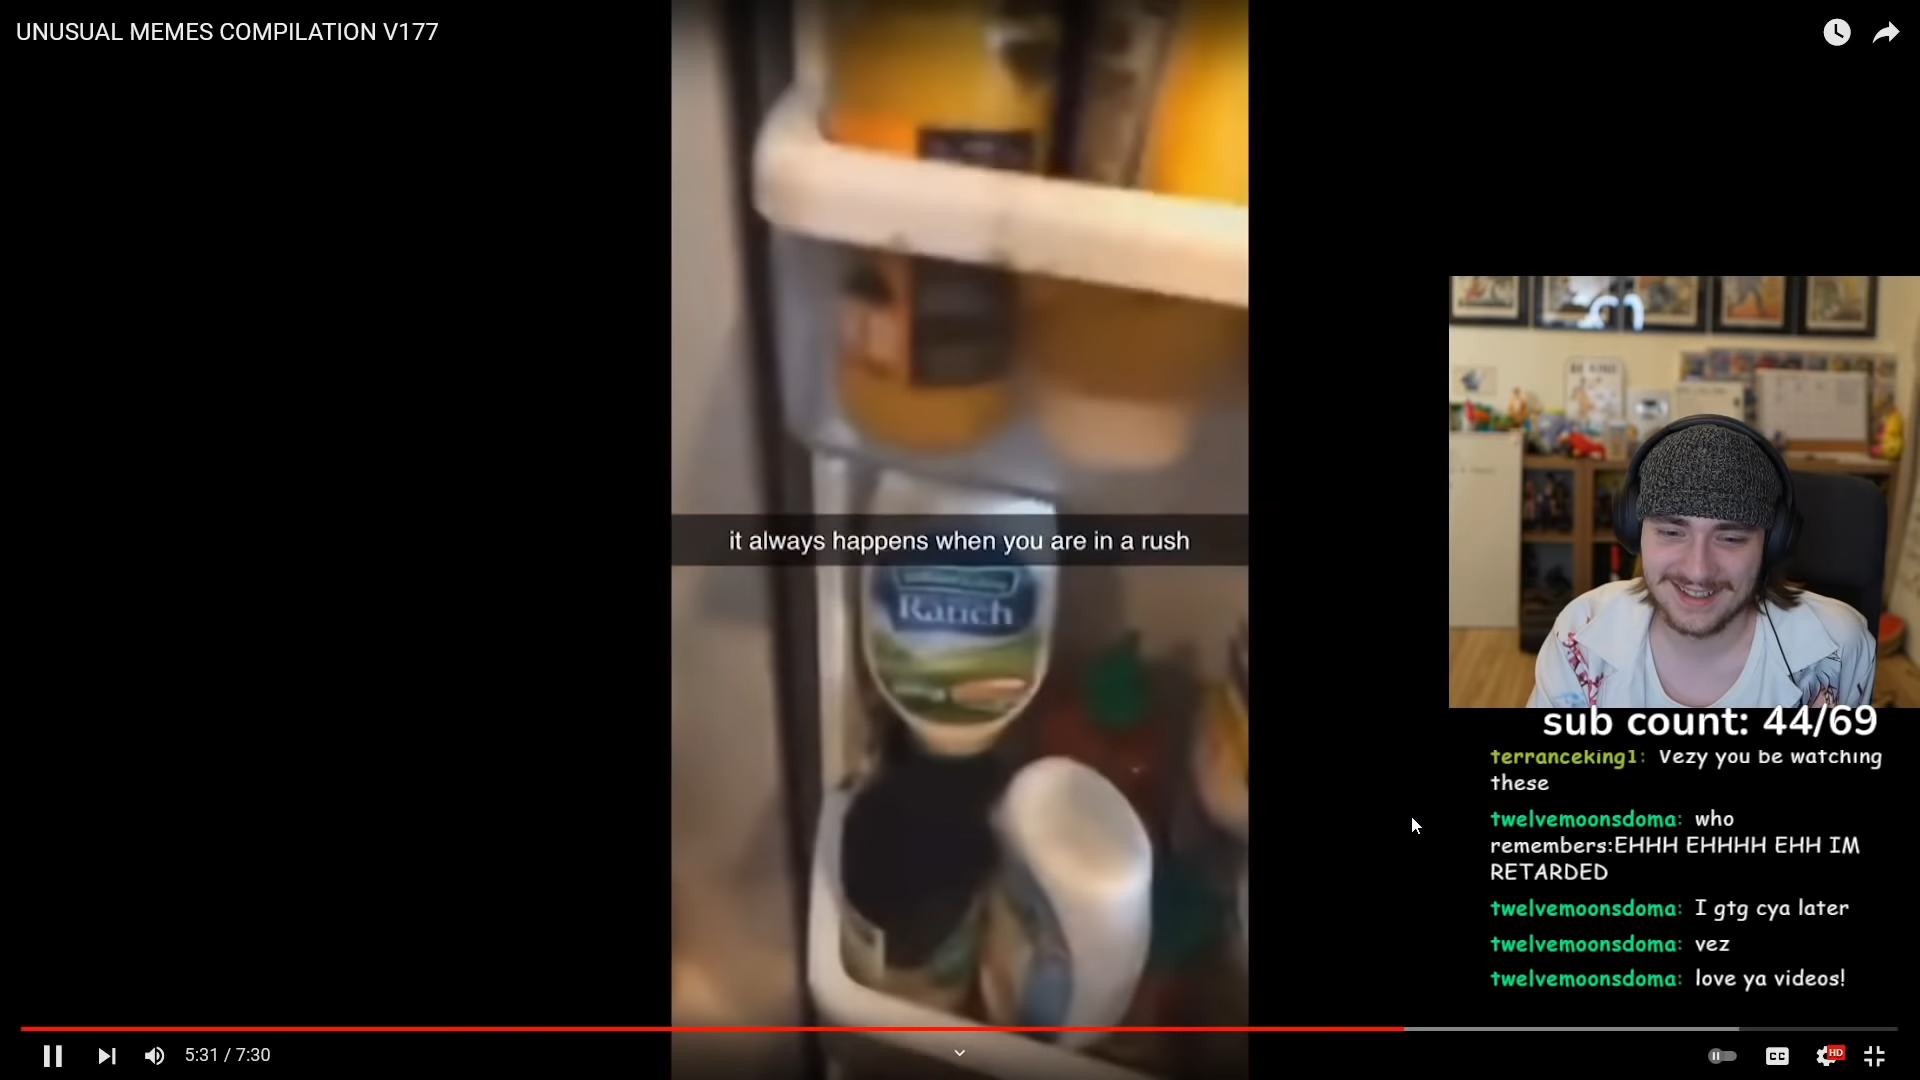 UNUSUAL MEMES COMPILATION V177
it always happens when you are in a rush
Ranch
sub count: 44/69
terranceking1: Vezy you be watching
these
twelvemoonsdoma: who
remembers:EHHH EHHHH EHH IM
RETARDED
twelvemoonsdoma: I gtg cya later
twelvemoonsdoma: vez
twelvemoonsdoma: love ya videos!
5:31 / 7:30
CC
HD